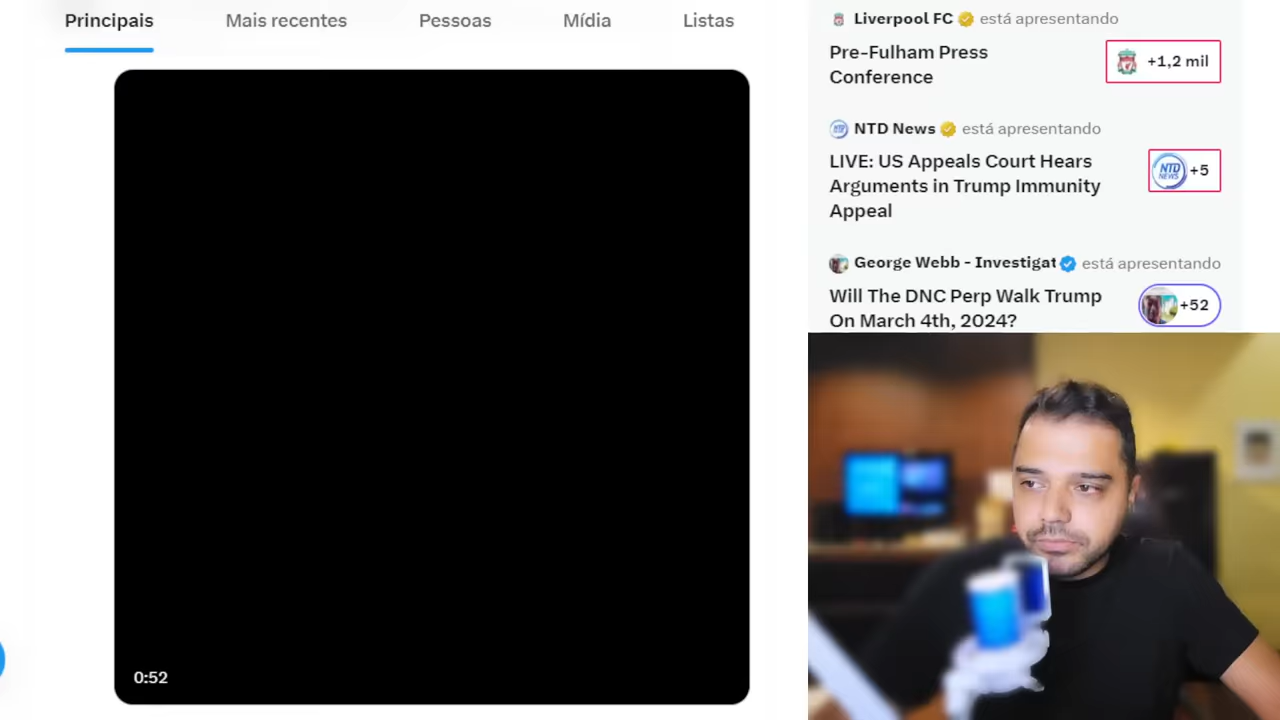 Principais
Mais recentes
Pessoas
Mídia
Listas
0:52
Liverpool FC está apresentando
Pre-Fulham Press
Conference
+1,2 mil
NTD News está apresentando
LIVE: US Appeals Court Hears
Arguments in Trump Immunity
Appeal
NTD
NEWS
+5
George Webb - Investigat está apresentando
Will The DNC Perp Walk Trump
On March 4th, 2024?
+52